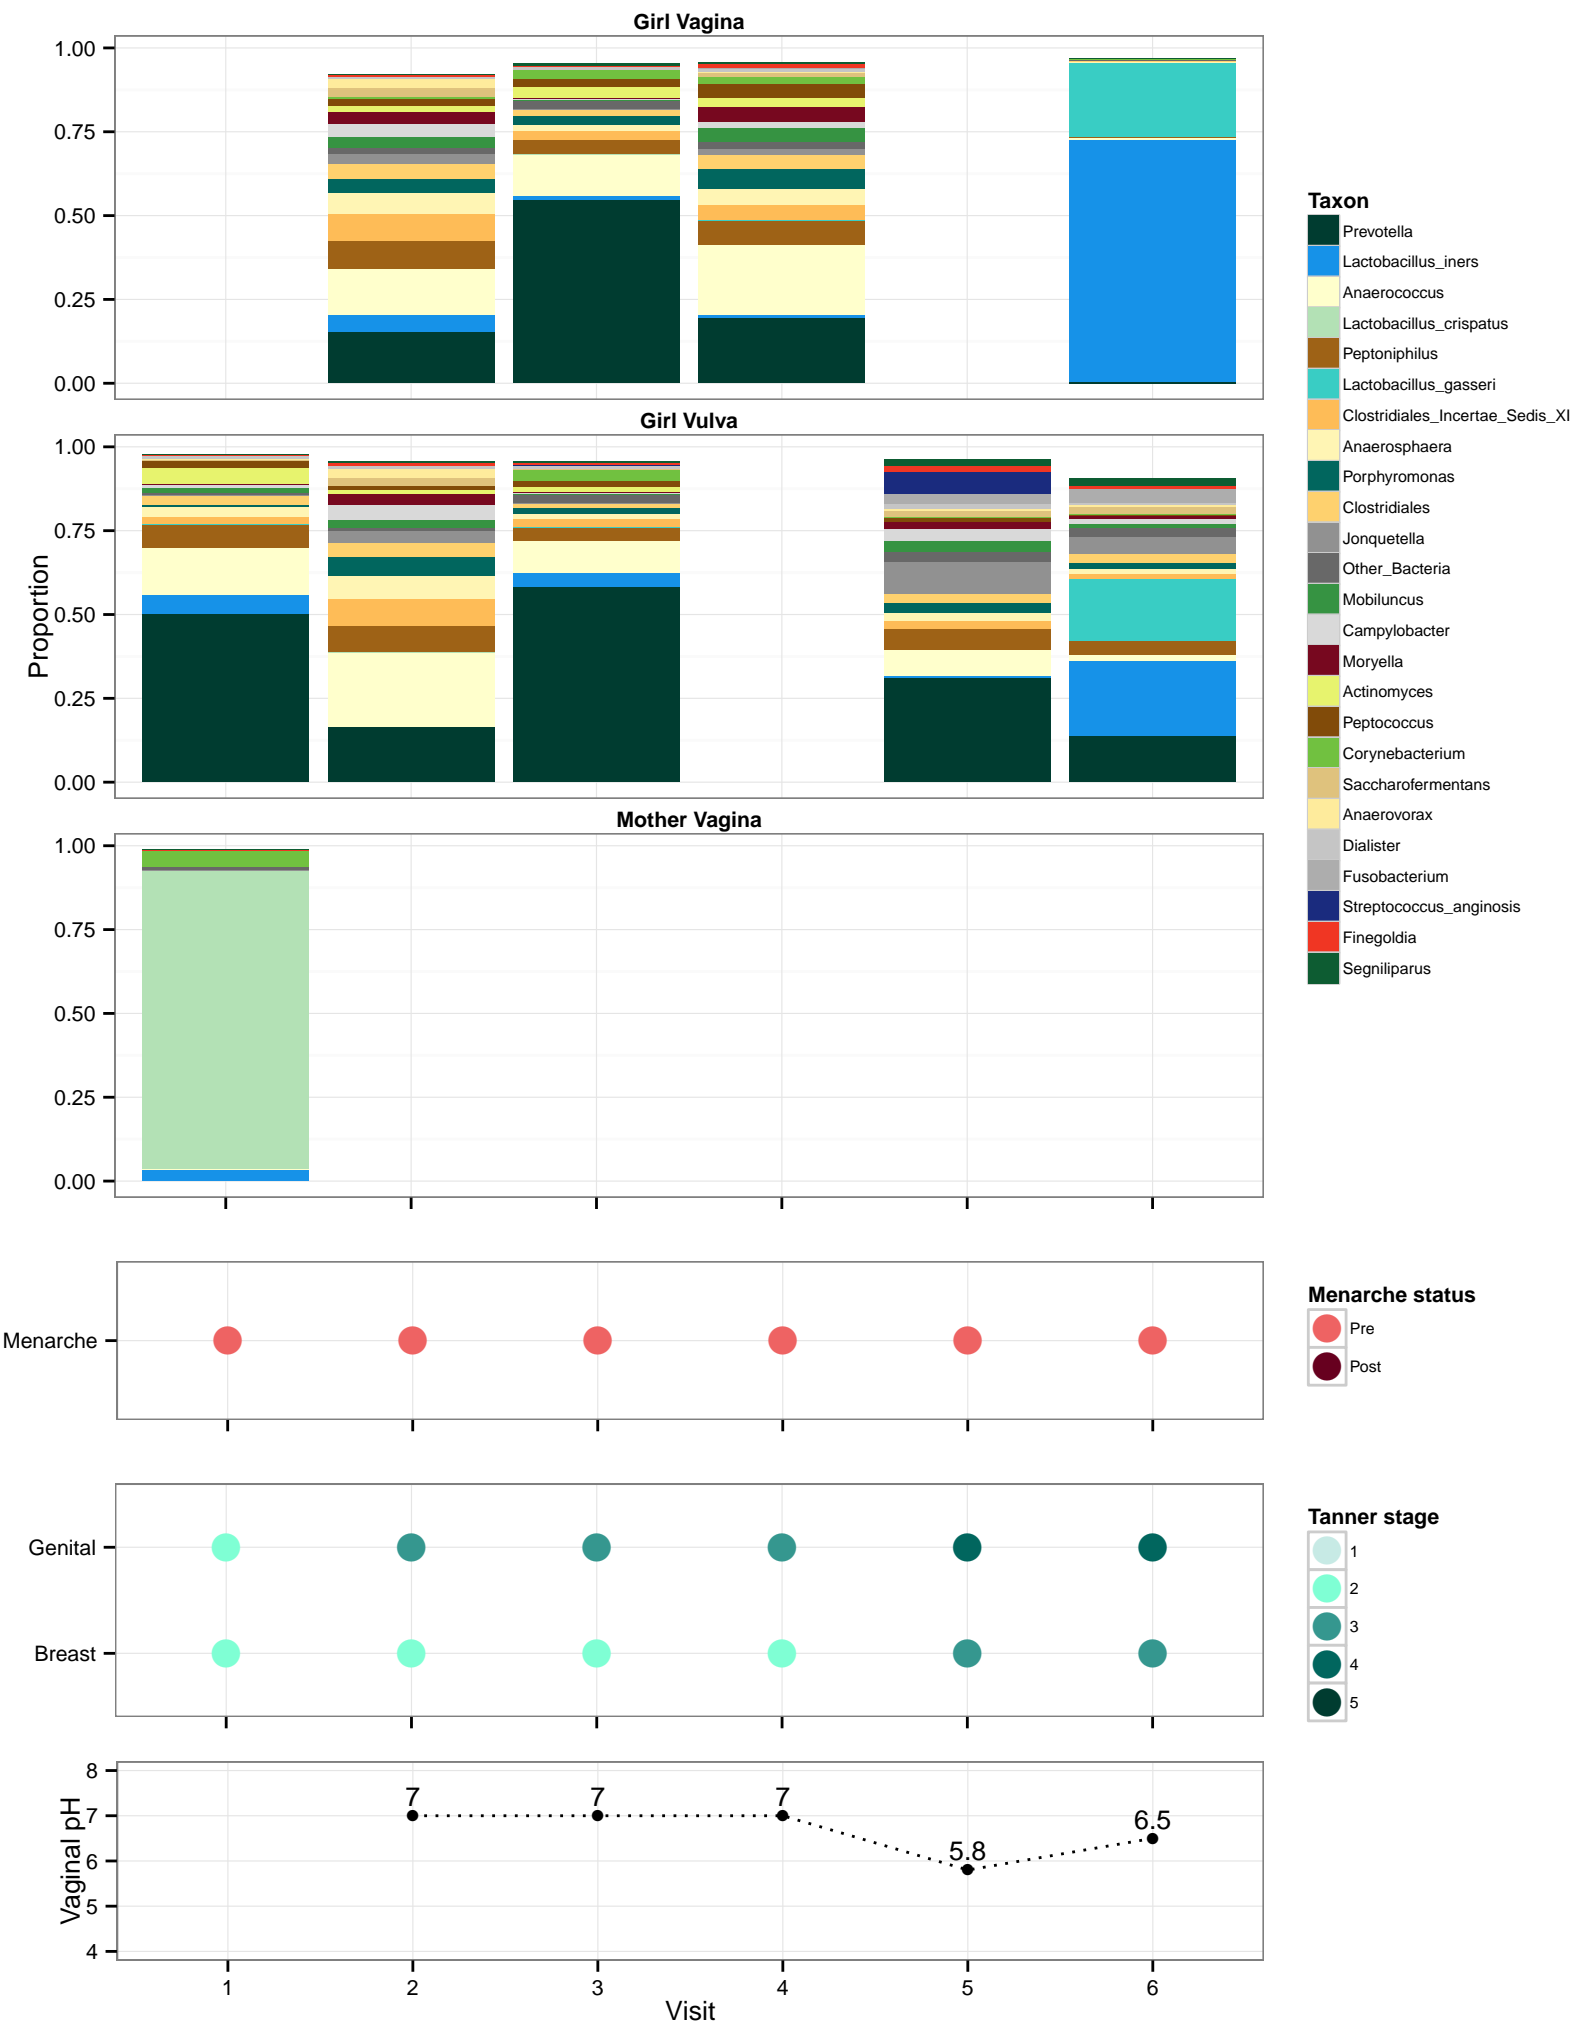 Girl Vagina
1.00
0.75
0.50
0.25
0.00
Girl Vulva
1.00
0.75
0.50
0.25
0.00
Proportion
Mother Vagina
1.00
0.75
0.50
0.25
0.00
Taxon
Prevotella
Lactobacillus_iners
Anaerococcus
Lactobacillus_crispatus
Peptoniphilus
Lactobacillus_gasseri
Clostridiales_Incertae_Sedis_XI
Anaerosphaera
Porphyromonas
Clostridiales
Jonquetella
Other_Bacteria
Mobiluncus
Campylobacter
Moryella
Actinomyces
Peptococcus
Corynebacterium
Saccharofermentans
Anaerovorax
Dialister
Fusobacterium
Streptococcus_anginosis
Finegoldia
Segniliparus
Menarche
Menarche status
Pre
Post
Genital
Breast
Tanner stage
1
2
3
4
5
Vaginal pH
8
7
6
5
4
7 7 7 5.8 6.5
1 2 3 4 5 6
Visit